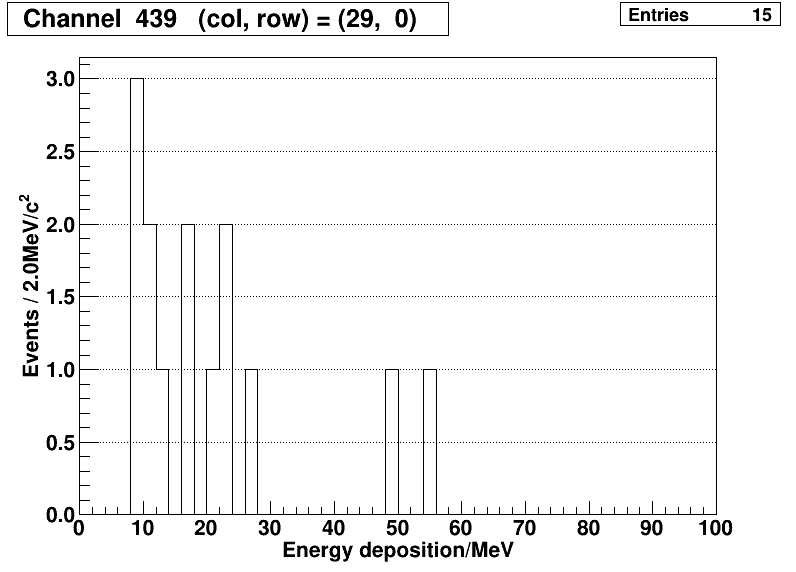 Channel 439 (col, row) = (29, 0)
Entries 15
3.0
2.5
2.0
1.5
1.0
0.5
0.0
Events / 2.0MeV/c²
0 10 20 30 40 50 60 70 80 90 100
Energy deposition/MeV